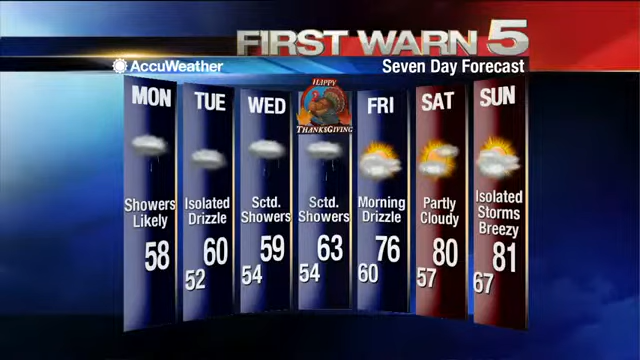 FIRST WARN 5
AccuWeather
Seven Day Forecast
MON
Showers
Likely
58
TUE
Isolated
Drizzle
60
52
WED
Sctd.
Showers
59
54
HAPPY
THANKSGIVING
Sctd.
Showers
63
54
FRI
Morning
Drizzle
76
60
SAT
Partly
Cloudy
80
57
SUN
Isolated
Storms
Breezy
81
67